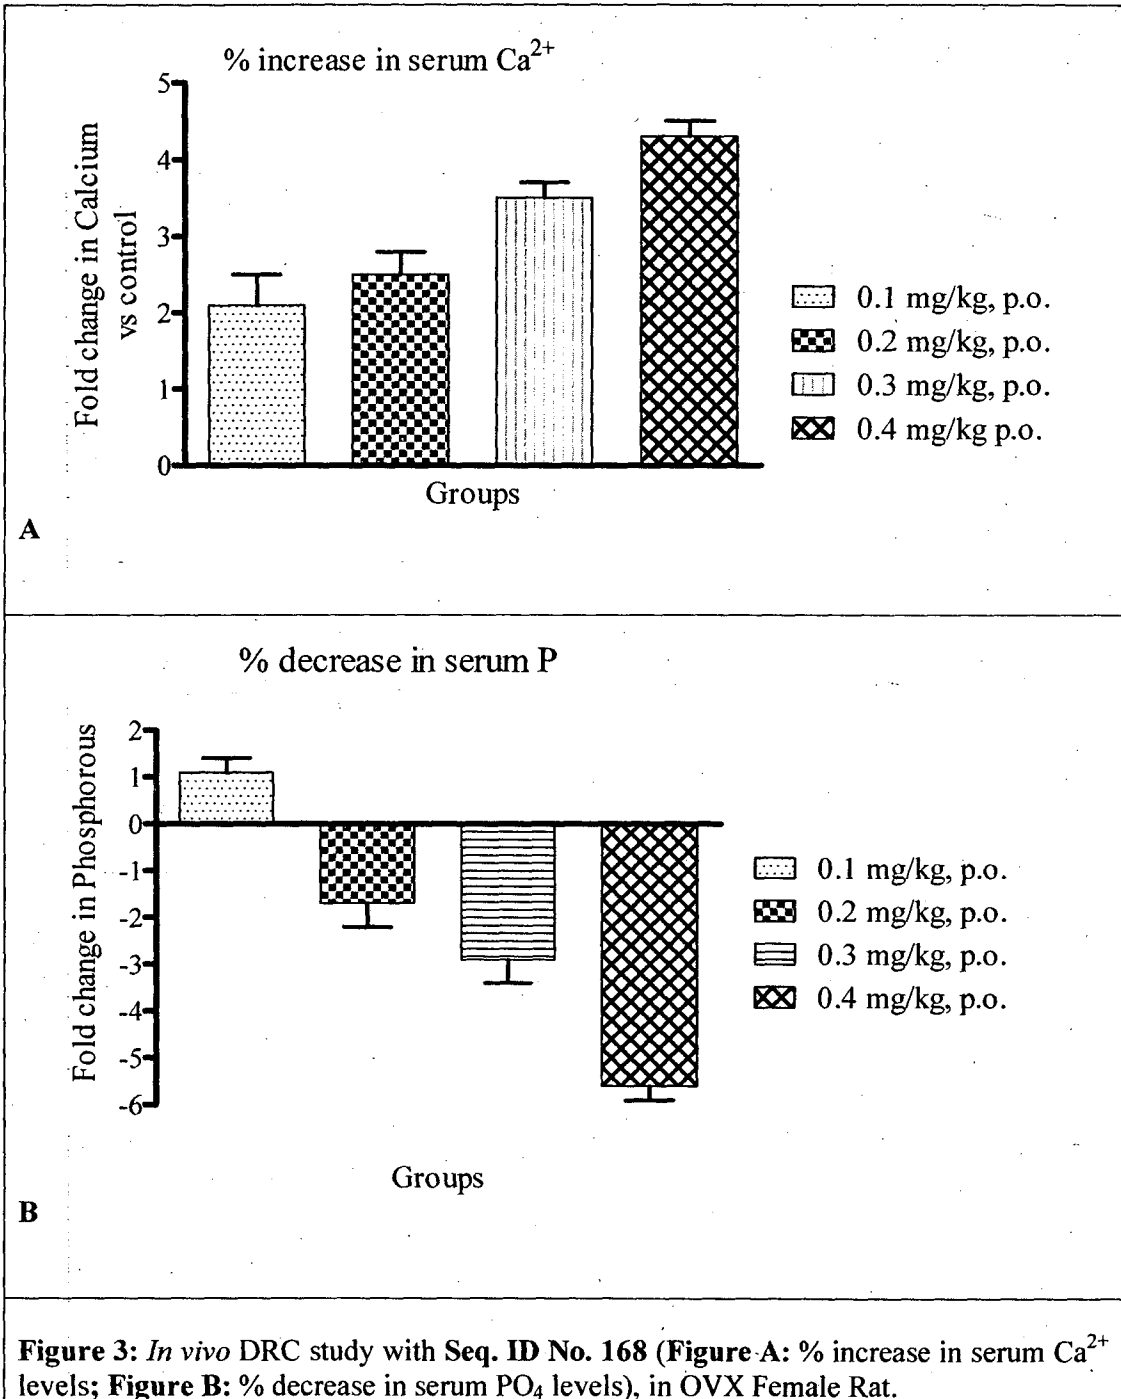 % increase in serum Ca²⁺
Fold change in Calcium
vs control
5
4
3
2
1
0
Groups
0.1 mg/kg, p.o.
0.2 mg/kg, p.o.
0.3 mg/kg, p.o.
0.4 mg/kg p.o.
A
% decrease in serum P
Fold change in Phosphorous
2
1
0
-1
-2
-3
-4
-5
-6
Groups
0.1 mg/kg, p.o.
0.2 mg/kg, p.o.
0.3 mg/kg, p.o.
0.4 mg/kg, p.o.
B
Figure 3: In vivo DRC study with Seq. ID No. 168 (Figure A: % increase in serum Ca²⁺
levels; Figure B: % decrease in serum PO₄ levels), in OVX Female Rat.